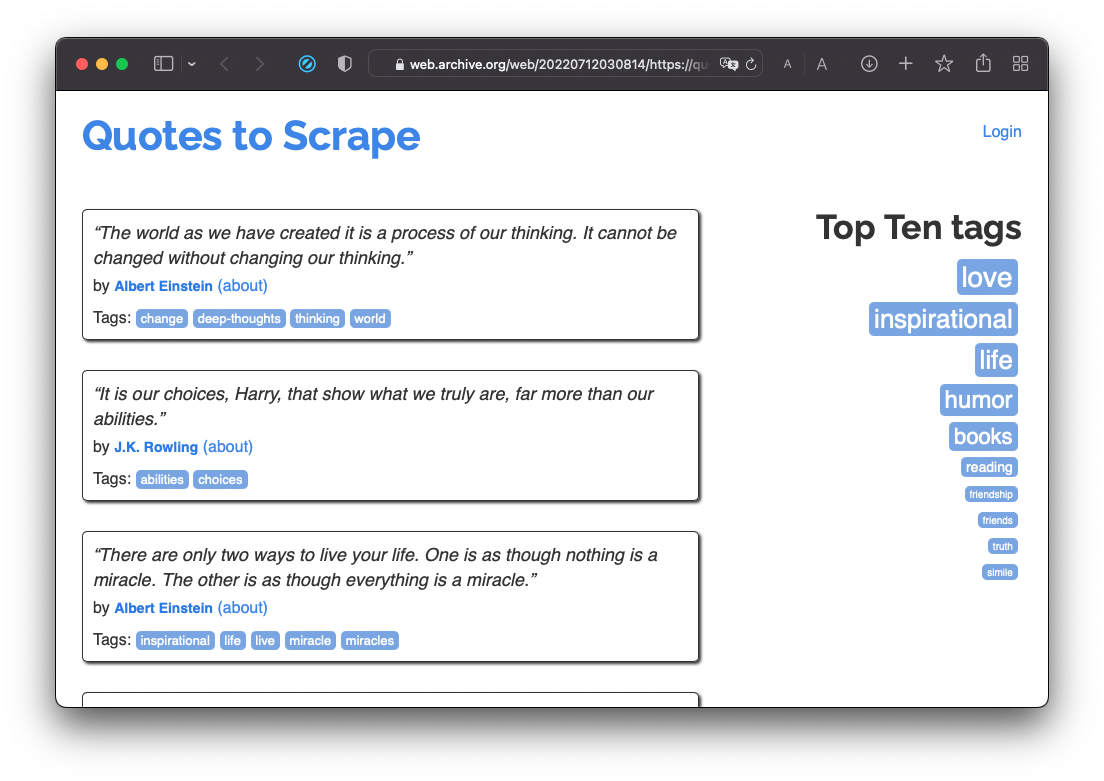 web.archive.org/web/20220712030814/https://qu
A A
Quotes to Scrape
Login
“The world as we have created it is a process of our thinking. It cannot be
changed without changing our thinking.”
by Albert Einstein (about)
Tags: change deep-thoughts thinking world
“It is our choices, Harry, that show what we truly are, far more than our
abilities.”
by J.K. Rowling (about)
Tags: abilities choices
“There are only two ways to live your life. One is as though nothing is a
miracle. The other is as though everything is a miracle.”
by Albert Einstein (about)
Tags: inspirational life live miracle miracles
Top Ten tags
love
inspirational
life
humor
books
reading
friendship
friends
truth
simile